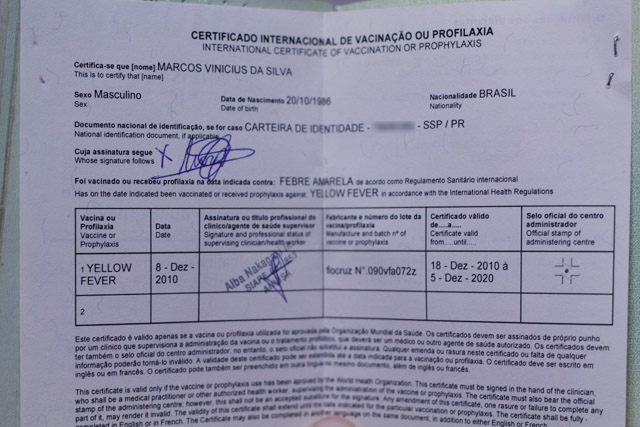 CERTIFICADO INTERNACIONAL DE VACINAÇÃO OU PROFILAXIA
INTERNATIONAL CERTIFICATE OF VACCINATION OR PROPHYLAXIS
Certifica-se que [nome] MARCOS VINICIUS DA SILVA
This is to certify that [name]
Sexo Masculino Data de Nascimento 20/10/1986 Nacionalidade BRASIL
Sex Date of birth Nationality
Documento nacional de identificação, se for caso CARTEIRA DE IDENTIDADE - - SSP / PR
National identification document, if applicable
Cuja assinatura segue X
Whose signature follows
Foi vacinado ou recebeu profilaxia na data indicada contra: FEBRE AMARELA de acordo com Regulamento Sanitário internacional
Has on the date indicated been vaccinated or received prophylaxis against: YELLOW FEVER in accordance with the International Health Regulations
Vacina ou
Profilaxia
Vaccine or
Prophylaxis
Data
Date
Assinatura ou título profissional do
clínico/agente de saúde supervisor
Signature and professional status of
supervising clinician/health worker
Fabricante e número do lote da
vacina/profilaxia
Manufacture and batch nº of
vaccine or prophylaxis
Certificado válido
de.....a.....
Certificate valid
from......until.....
Selo oficial do centro
administrador
Official stamp of
administering centre
1 YELLOW
FEVER
8 - Dez -
2010
Alba
SIAPE
fiocruz N°.090vfa072z
18 - Dez - 2010 à
5 - Dez - 2020
2
Este certificado é válido apenas se a vacina ou profilaxia utilizada foi aprovada pela Organização Mundial da Saúde. Os certificados devem ser assinados de próprio punho
por um clínico que supervisiona a administração da vacina ou o tratamento profilático, que deverá ser um médico ou outro agente de saúde autorizado. Os certificados devem
ter também o selo oficial do centro administrador, no entanto, o selo oficial não substitui a assinatura. Qualquer emenda ou rasura neste certificado ou falta de qualquer
informação poderá torná-lo inválido. A validade deste certificado pode ser estendida até a data indicada para a vacinação ou profilaxia. O certificado deve ser escrito em
inglês ou em francês. O certificado pode também ser preenchido em outra língua no mesmo documento, além de inglês ou francês.
This certificate is valid only if the vaccine or prophylaxis use has been approved by the World Health Organization. This certificate must be signed in the hand of the clinician,
who shall be a medical practitioner or other authorized health worker, supervising the administration of the vaccine or prophylaxis. The certificate must also bear the official
stamp of the administering centre; however, this shall not be an accepted substitute for the signature. Any amendment of this certificate, one rasure or failure to complete any
part of it, may render it invalid. The validity of this certificate shall extend until the date indicated for the particular vaccination or prophylaxis. The certificate shall be fully -
completed in English or in French. The Certificate may also be completed in another language on the same document, in addition to either English or French.